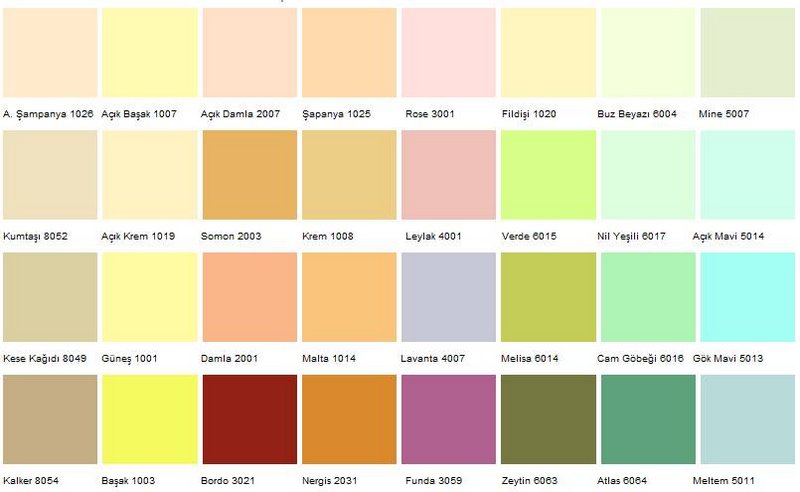 A. Şampanya 1026 Açık Başak 1007 Açık Damla 2007 Şapanya 1025 Rose 3001 Fildişi 1020 Buz Beyazı 6004 Mine 5007
Kumtaşı 8052 Açık Krem 1019 Somon 2003 Krem 1008 Leylak 4001 Verde 6015 Nil Yeşili 6017 Açık Mavi 5014
Kese Kağıdı 8049 Güneş 1001 Damla 2001 Malta 1014 Lavanta 4007 Melisa 6014 Cam Göbeği 6016 Gök Mavi 5013
Kalker 8054 Başak 1003 Bordo 3021 Nergis 2031 Funda 3059 Zeytin 6063 Atlas 6064 Meltem 5011